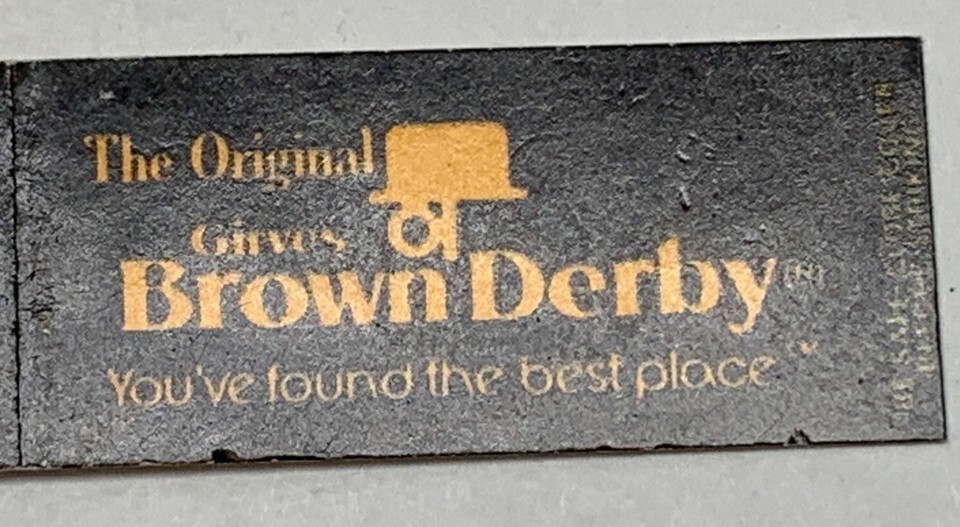 The Original
Girves
Brown Derby (R)
You've found the best place